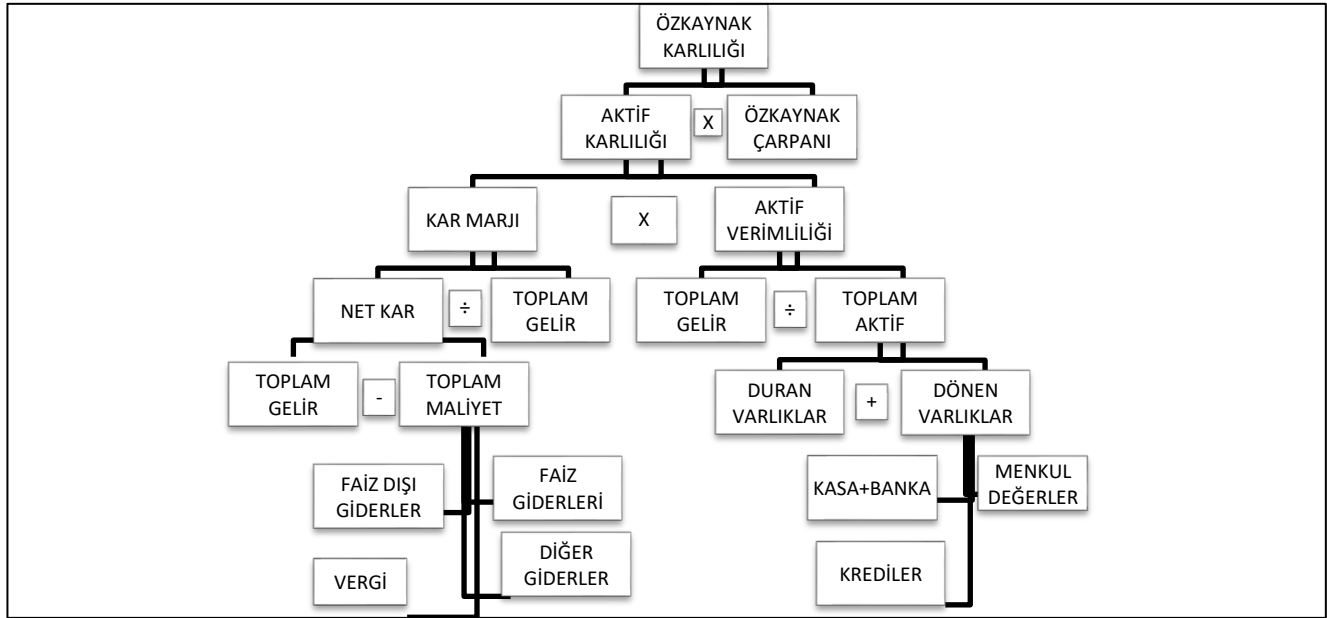 ÖZKAYNAK
KARLILIĞI
AKTİF
KARLILIĞI
X
ÖZKAYNAK
ÇARPANI
KAR MARJI
X
AKTİF
VERİMLİLİĞİ
NET KAR
÷
TOPLAM
GELİR
TOPLAM
GELİR
÷
TOPLAM
AKTİF
TOPLAM
GELİR
-
TOPLAM
MALİYET
DURAN
VARLIKLAR
+
DÖNEN
VARLIKLAR
FAİZ DIŞI
GİDERLER
FAİZ
GİDERLERİ
KASA+BANKA
MENKUL
DEĞERLER
VERGİ
DİĞER
GİDERLER
KREDİLER